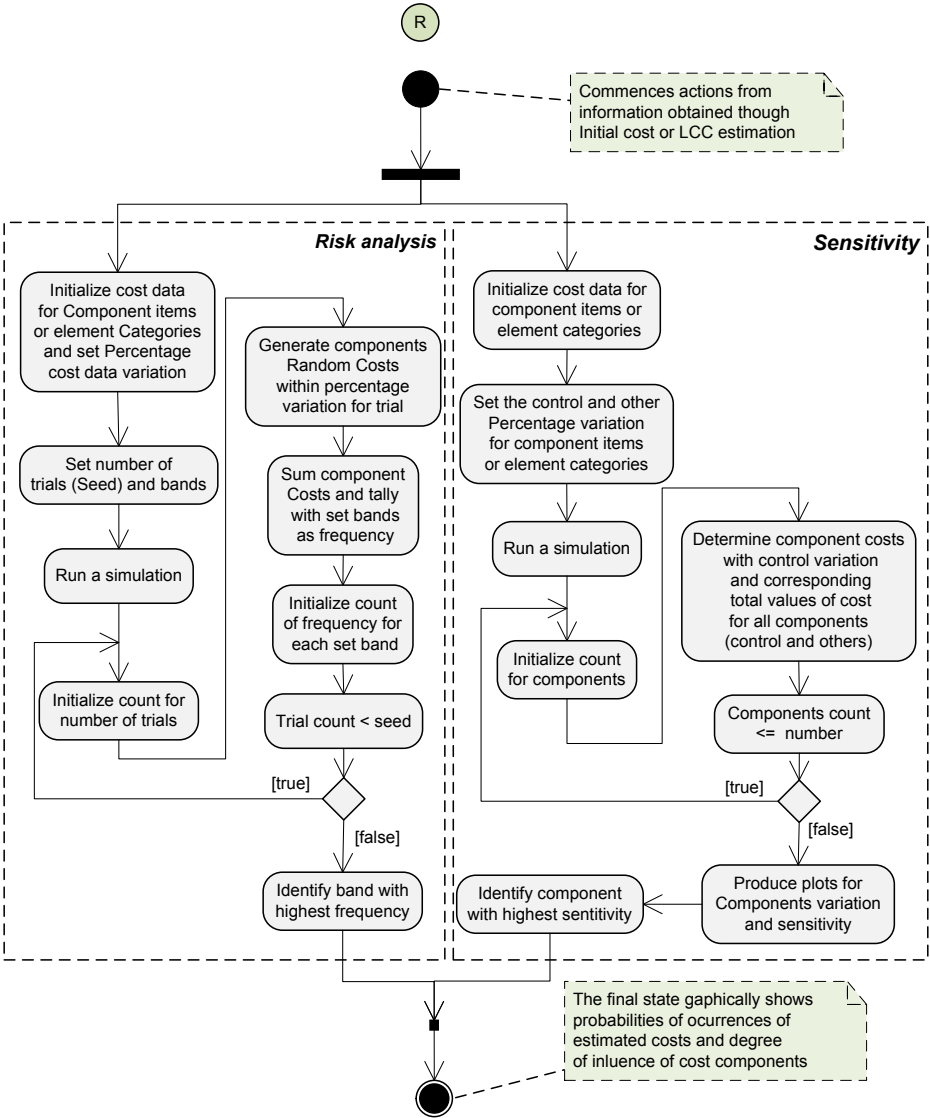 R
Commences actions from
information obtained though
Initial cost or LCC estimation
Risk analysis
Initialize cost data
for Component items
or element Categories
and set Percentage
cost data variation
Set number of
trials (Seed) and bands
Run a simulation
Initialize count for
number of trials
Generate components
Random Costs
within percentage
variation for trial
Sum component
Costs and tally
with set bands
as frequency
Initialize count
of frequency for
each set band
Trial count < seed
[true]
[false]
Identify band with
highest frequency
Sensitivity
Initialize cost data for
component items or
element categories
Set the control and other
Percentage variation
for component items
or element categories
Run a simulation
Initialize count
for components
Determine component costs
with control variation
and corresponding
total values of cost
for all components
(control and others)
Components count
<= number
[true]
[false]
Produce plots for
Components variation
and sensitivity
Identify component
with highest sentitivity
The final state gaphically shows
probabilities of ocurrences of
estimated costs and degree
of inluence of cost components